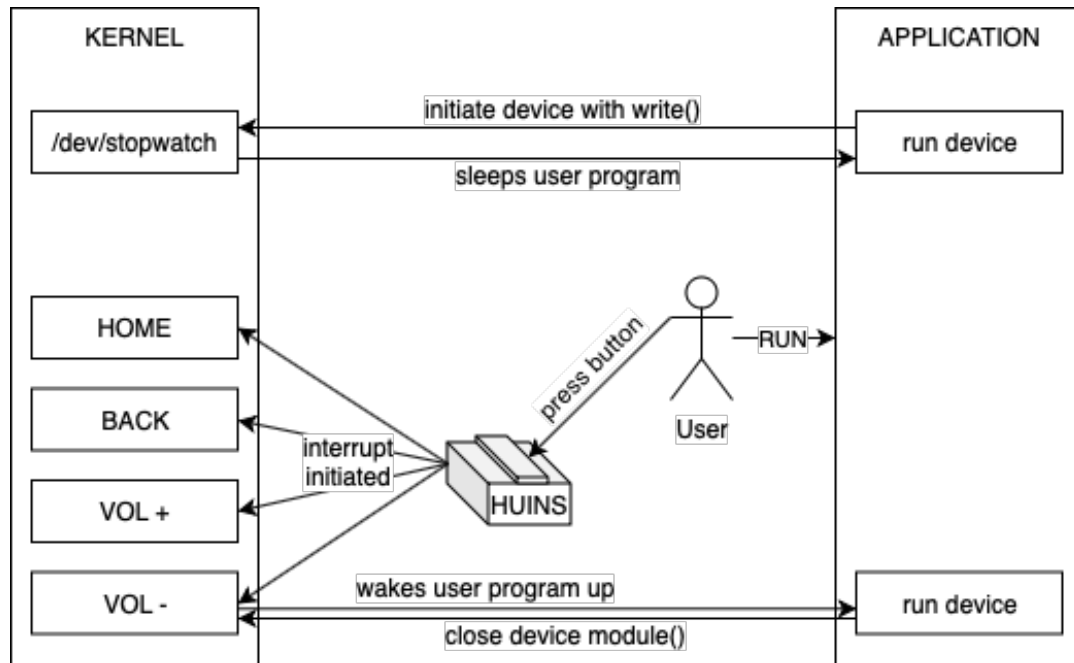 KERNEL
APPLICATION
initiate device with write()
/dev/stopwatch
run device
sleeps user program
HOME
press button
RUN
BACK
User
interrupt
initiated
VOL +
HUINS
wakes user program up
VOL -
run device
close device module()